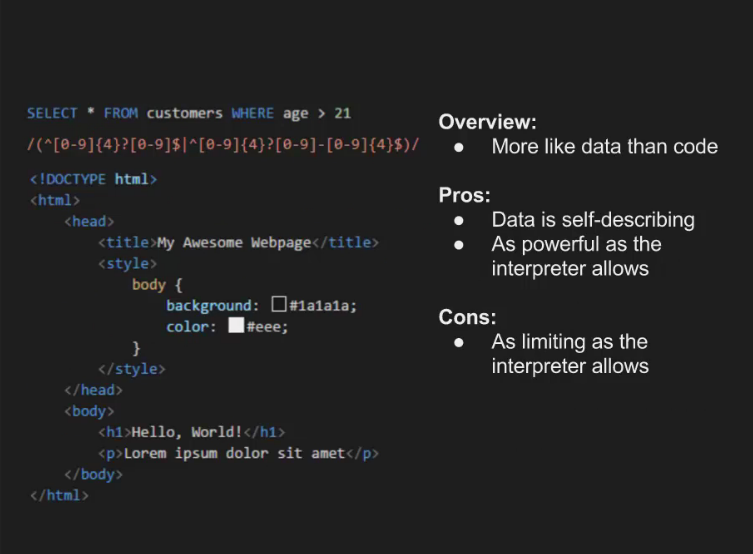 SELECT * FROM customers WHERE age > 21
/(^[0-9]{4}?[0-9]$|^[0-9]{4}?[0-9]-[0-9]{4}$)/
<!DOCTYPE html>
<html>
    <head>
        <title>My Awesome Webpage</title>
        <style>
            body {
                background: #1a1a1a;
                color: #eee;
            }
        </style>
    </head>
    <body>
        <h1>Hello, World!</h1>
        <p>Lorem ipsum dolor sit amet</p>
    </body>
</html>
Overview:
● More like data than code
Pros:
● Data is self-describing
● As powerful as the
interpreter allows
Cons:
● As limiting as the
interpreter allows